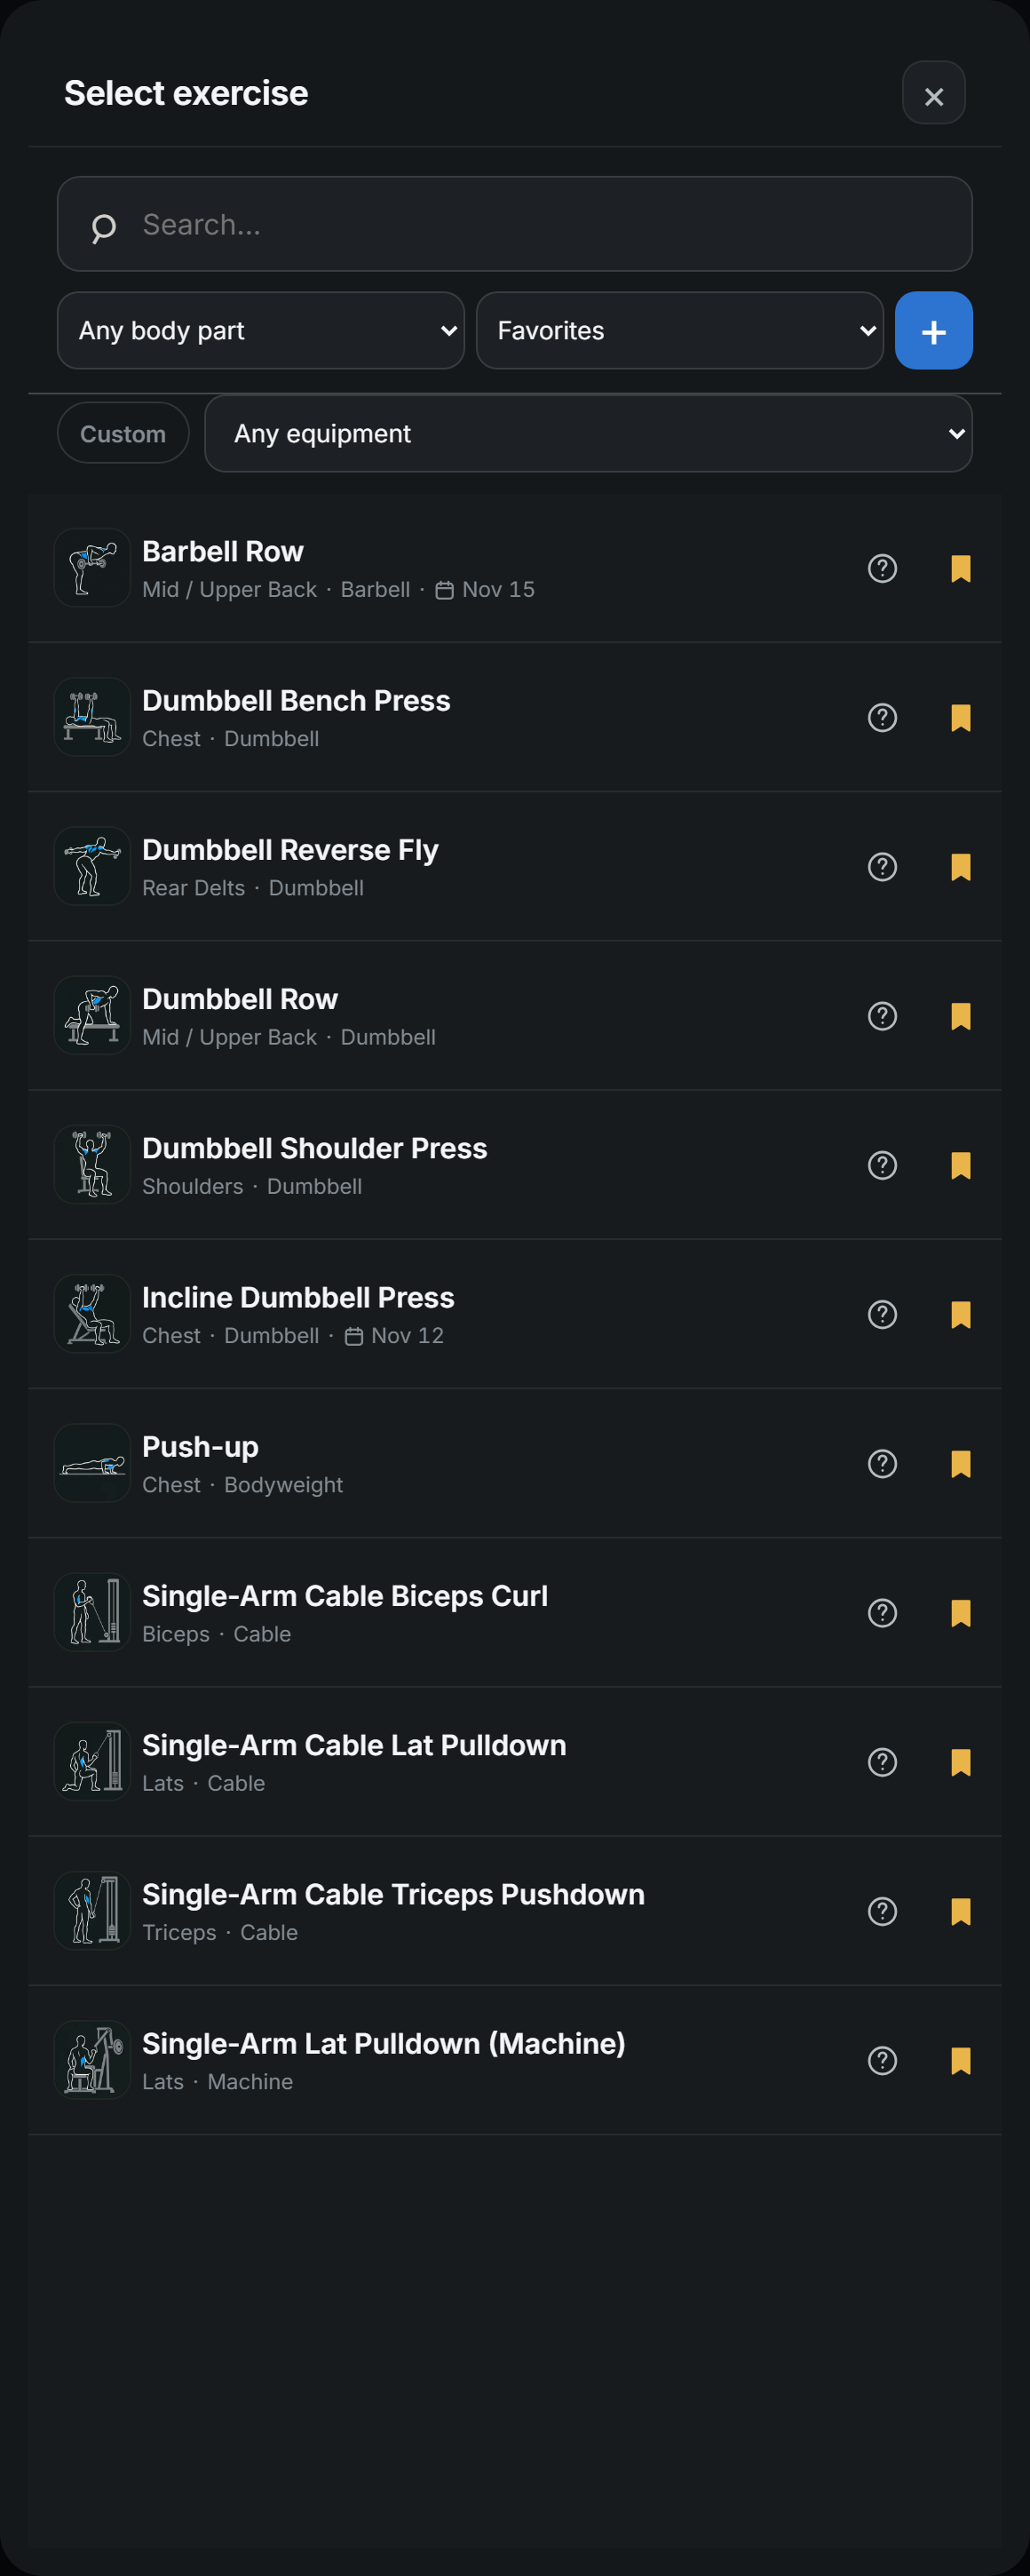 Select exercise
Search...
Any body part
Favorites
Custom
Any equipment
Barbell Row
Mid / Upper Back · Barbell · Nov 15
Dumbbell Bench Press
Chest · Dumbbell
Dumbbell Reverse Fly
Rear Delts · Dumbbell
Dumbbell Row
Mid / Upper Back · Dumbbell
Dumbbell Shoulder Press
Shoulders · Dumbbell
Incline Dumbbell Press
Chest · Dumbbell · Nov 12
Push-up
Chest · Bodyweight
Single-Arm Cable Biceps Curl
Biceps · Cable
Single-Arm Cable Lat Pulldown
Lats · Cable
Single-Arm Cable Triceps Pushdown
Triceps · Cable
Single-Arm Lat Pulldown (Machine)
Lats · Machine